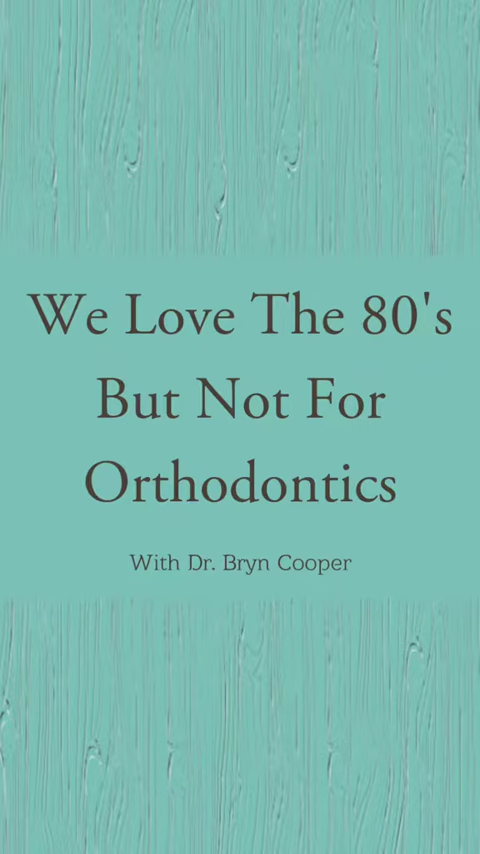 We Love The 80's
But Not For
Orthodontics
With Dr. Bryn Cooper